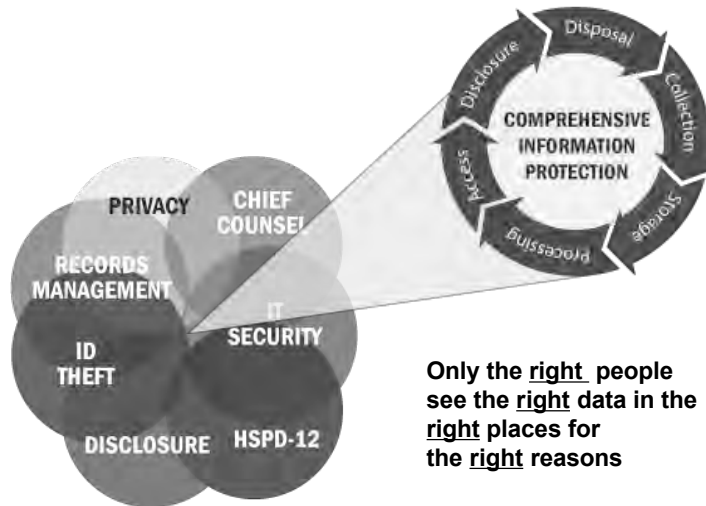 Disposal
Collection
Storage
Processing
Access
Disclosure
COMPREHENSIVE
INFORMATION
PROTECTION
PRIVACY
CHIEF
COUNSEL
RECORDS
MANAGEMENT
IT
SECURITY
ID
THEFT
DISCLOSURE
HSPD-12
Only the right people
see the right data in the
right places for
the right reasons